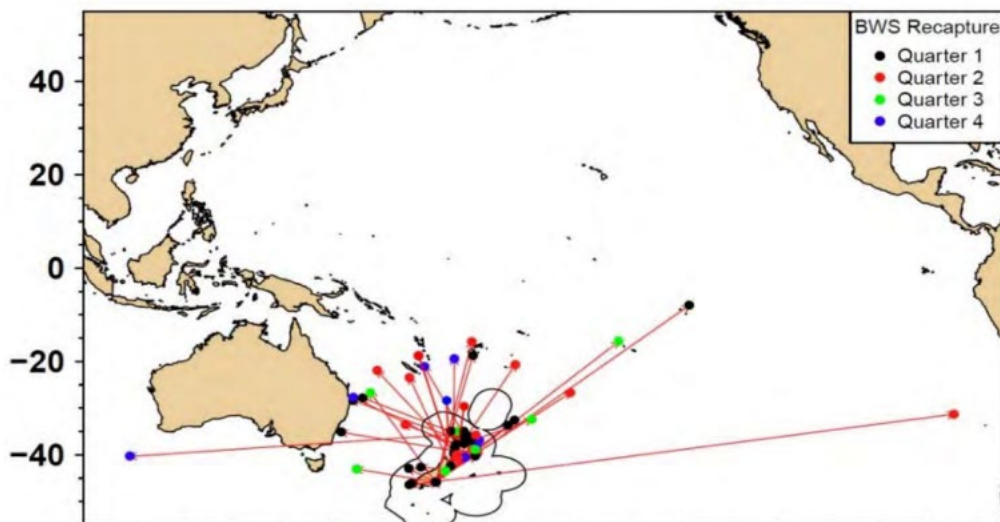 BWS Recapture
Quarter 1
Quarter 2
Quarter 3
Quarter 4
40
20
0
−20
−40